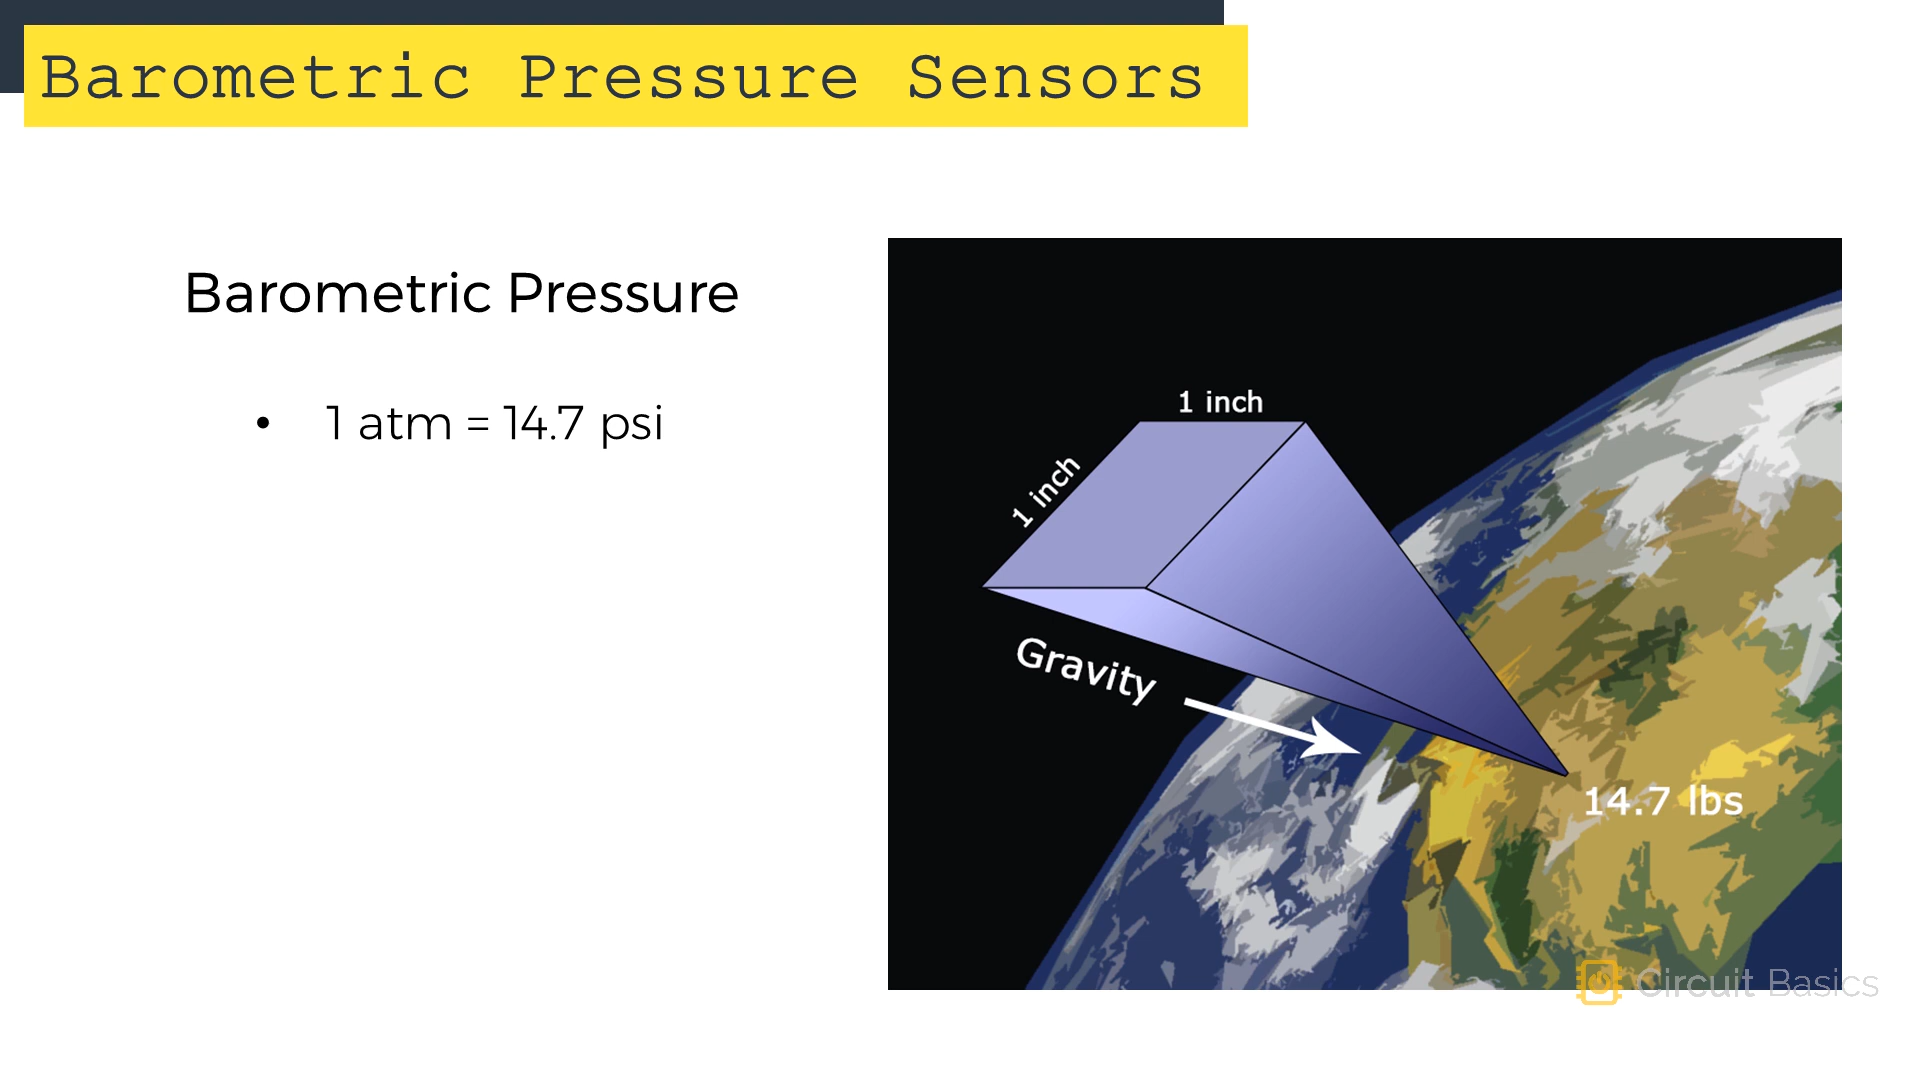 Barometric Pressure Sensors
Barometric Pressure
• 1 atm = 14.7 psi
1 inch
1 inch
Gravity
14.7 lbs
Circuit Basics